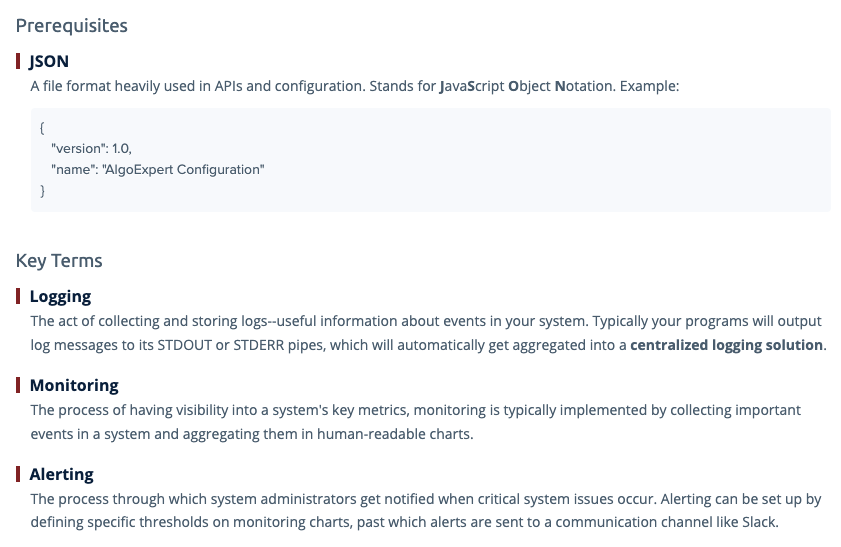 Prerequisites
JSON
A file format heavily used in APIs and configuration. Stands for JavaScript Object Notation. Example:
{
"version": 1.0,
"name": "AlgoExpert Configuration"
}
Key Terms
Logging
The act of collecting and storing logs--useful information about events in your system. Typically your programs will output
log messages to its STDOUT or STDERR pipes, which will automatically get aggregated into a centralized logging solution.
Monitoring
The process of having visibility into a system's key metrics, monitoring is typically implemented by collecting important
events in a system and aggregating them in human-readable charts.
Alerting
The process through which system administrators get notified when critical system issues occur. Alerting can be set up by
defining specific thresholds on monitoring charts, past which alerts are sent to a communication channel like Slack.